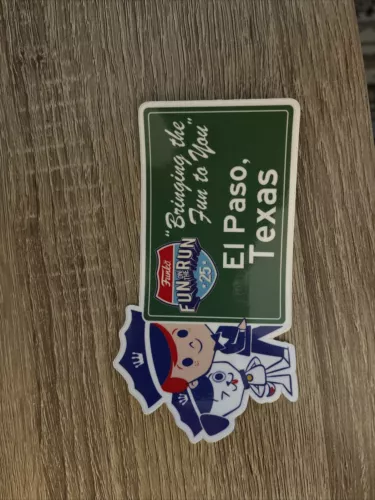 "Bringing the
Fun to You"
Funko
FUN ON THE RUN
25
El Paso,
Texas